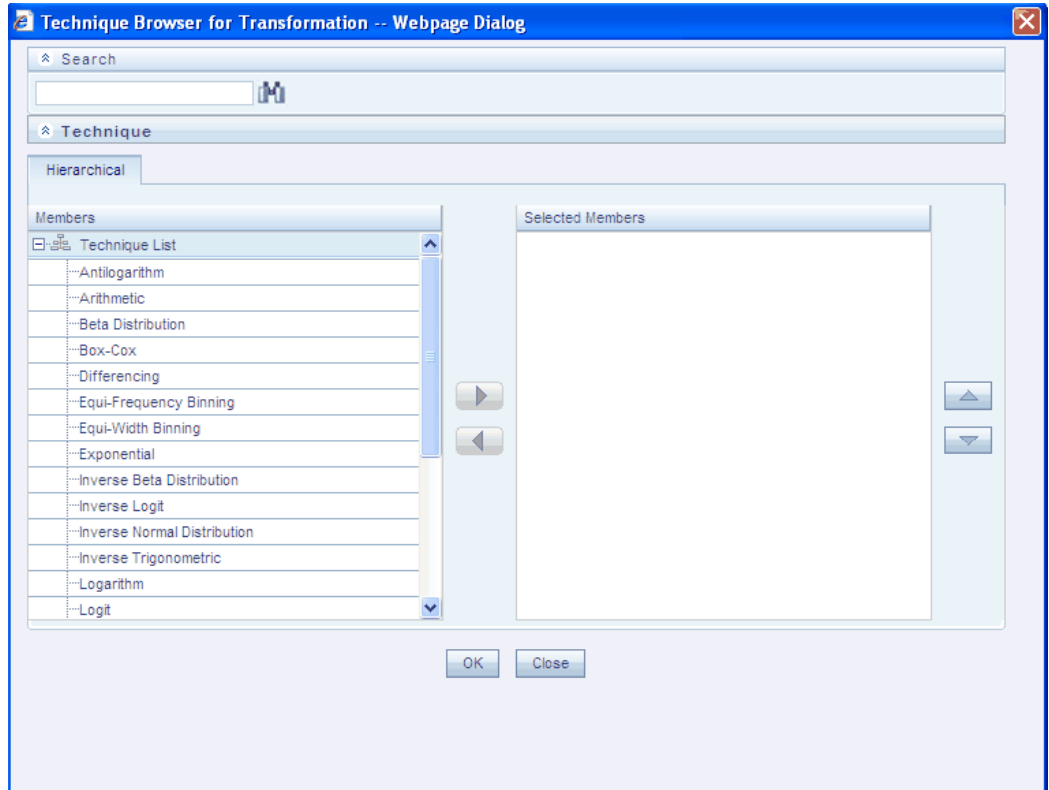 Technique Browser for Transformation -- Webpage Dialog
Search
Technique
Hierarchical
Members
Selected Members
Technique List
Antilogarithm
Arithmetic
Beta Distribution
Box-Cox
Differencing
Equi-Frequency Binning
Equi-Width Binning
Exponential
Inverse Beta Distribution
Inverse Logit
Inverse Normal Distribution
Inverse Trigonometric
Logarithm
Logit
OK
Close